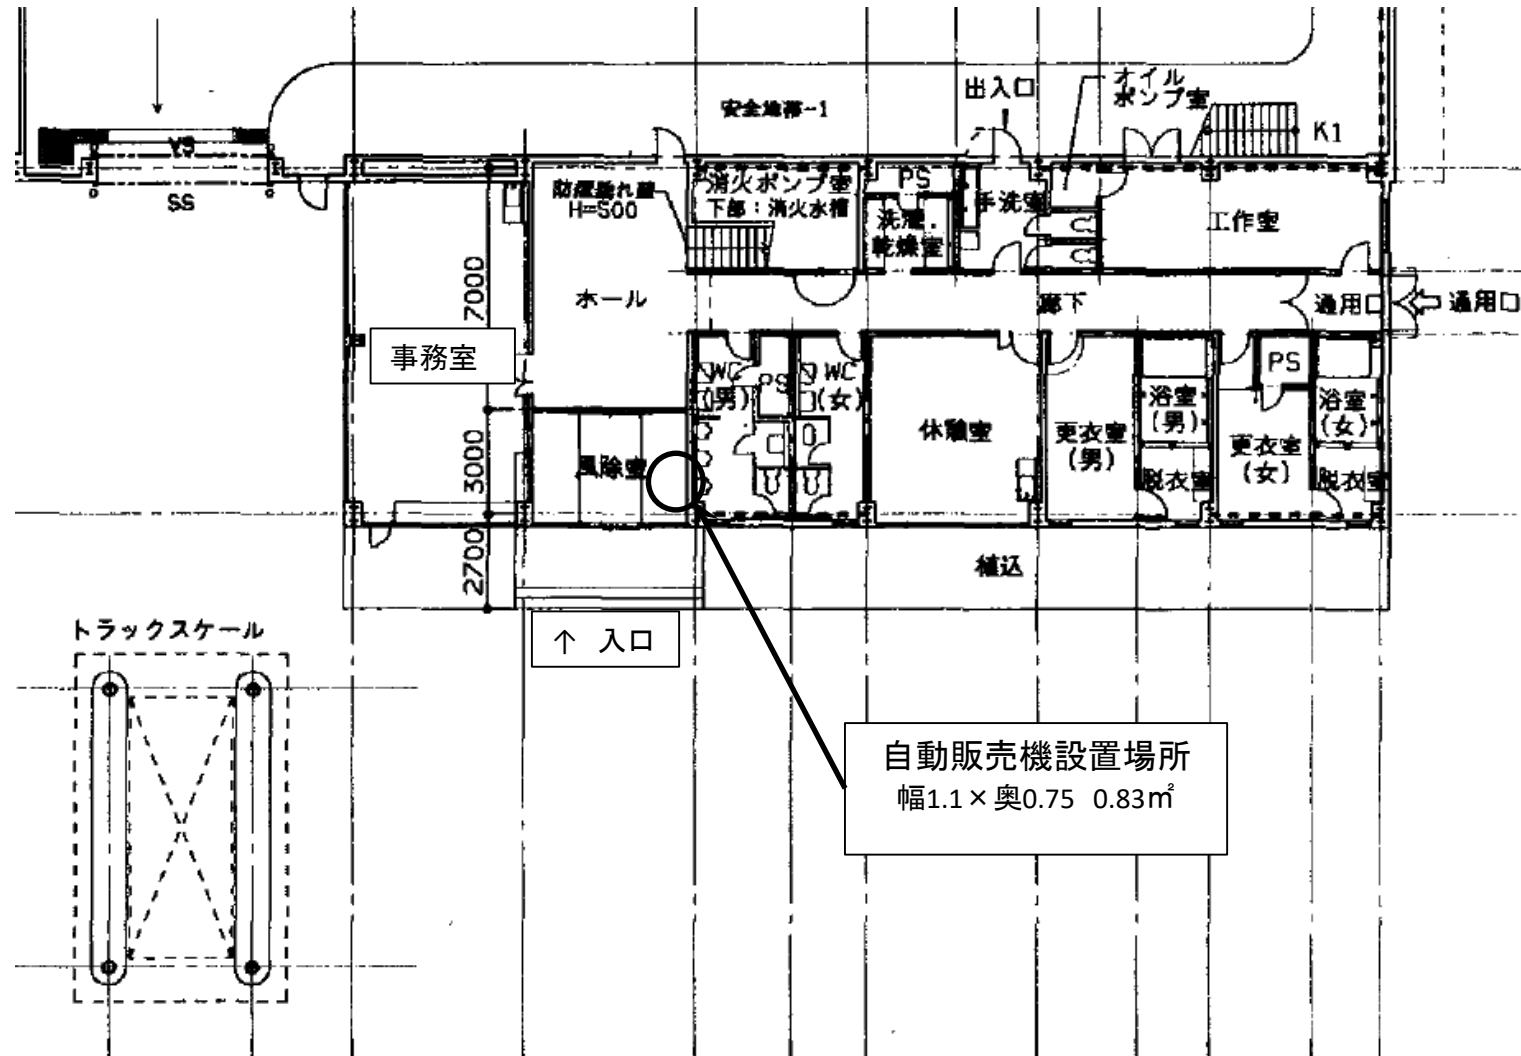 出入口
オイル
ポンプ室
安全地帯-1
K1
VS
SS
防煙垂れ壁
H=500
消火ポンプ室
下部：消火水槽
PS
洗濯・
乾燥室
手洗室
工作室
7000
ホール
廊下
通用口
通用口
事務室
WC
(男)
PS
WC
(女)
休憩室
更衣室
(男)
浴室
(男)
脱衣室
PS
更衣室
(女)
浴室
(女)
脱衣室
3000
風除室
2700
植込
↑ 入口
トラックスケール
自動販売機設置場所
幅1.1×奥0.75 0.83㎡